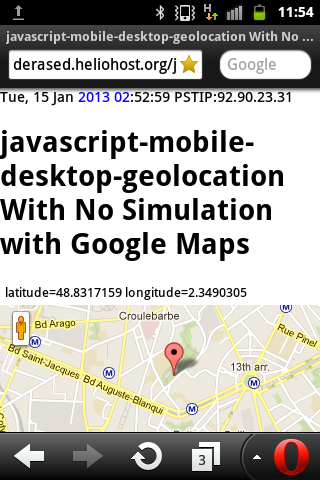 11:54
javascript-mobile-desktop-geolocation With No ...
derased.heliohost.org/j
Google
Tue, 15 Jan 2013 02:52:59 PSTIP:92.90.23.31
javascript-mobile-
desktop-geolocation
With No Simulation
with Google Maps
latitude=48.8317159 longitude=2.3490305
Croulebarbe
Bd Arago
Rue Pinel
Bd Saint-Jacques
13th arr.
Bd Auguste-Blanqui
3